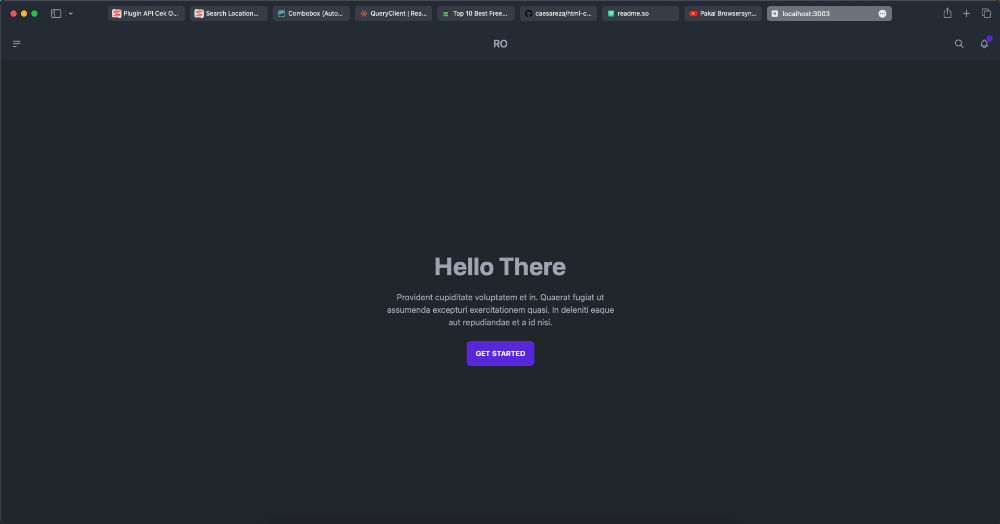 Plugin API Cek O...
Search Location...
Combobox (Auto...
QueryClient | Rea...
Top 10 Best Free...
caesareza/html-c...
readme.so
Pakai Browsersyn...
localhost:3003
RO
Hello There
Provident cupiditate voluptatem et in. Quaerat fugiat ut
assumenda excepturi exercitationem quasi. In deleniti eaque
aut repudiandae et a id nisi.
GET STARTED